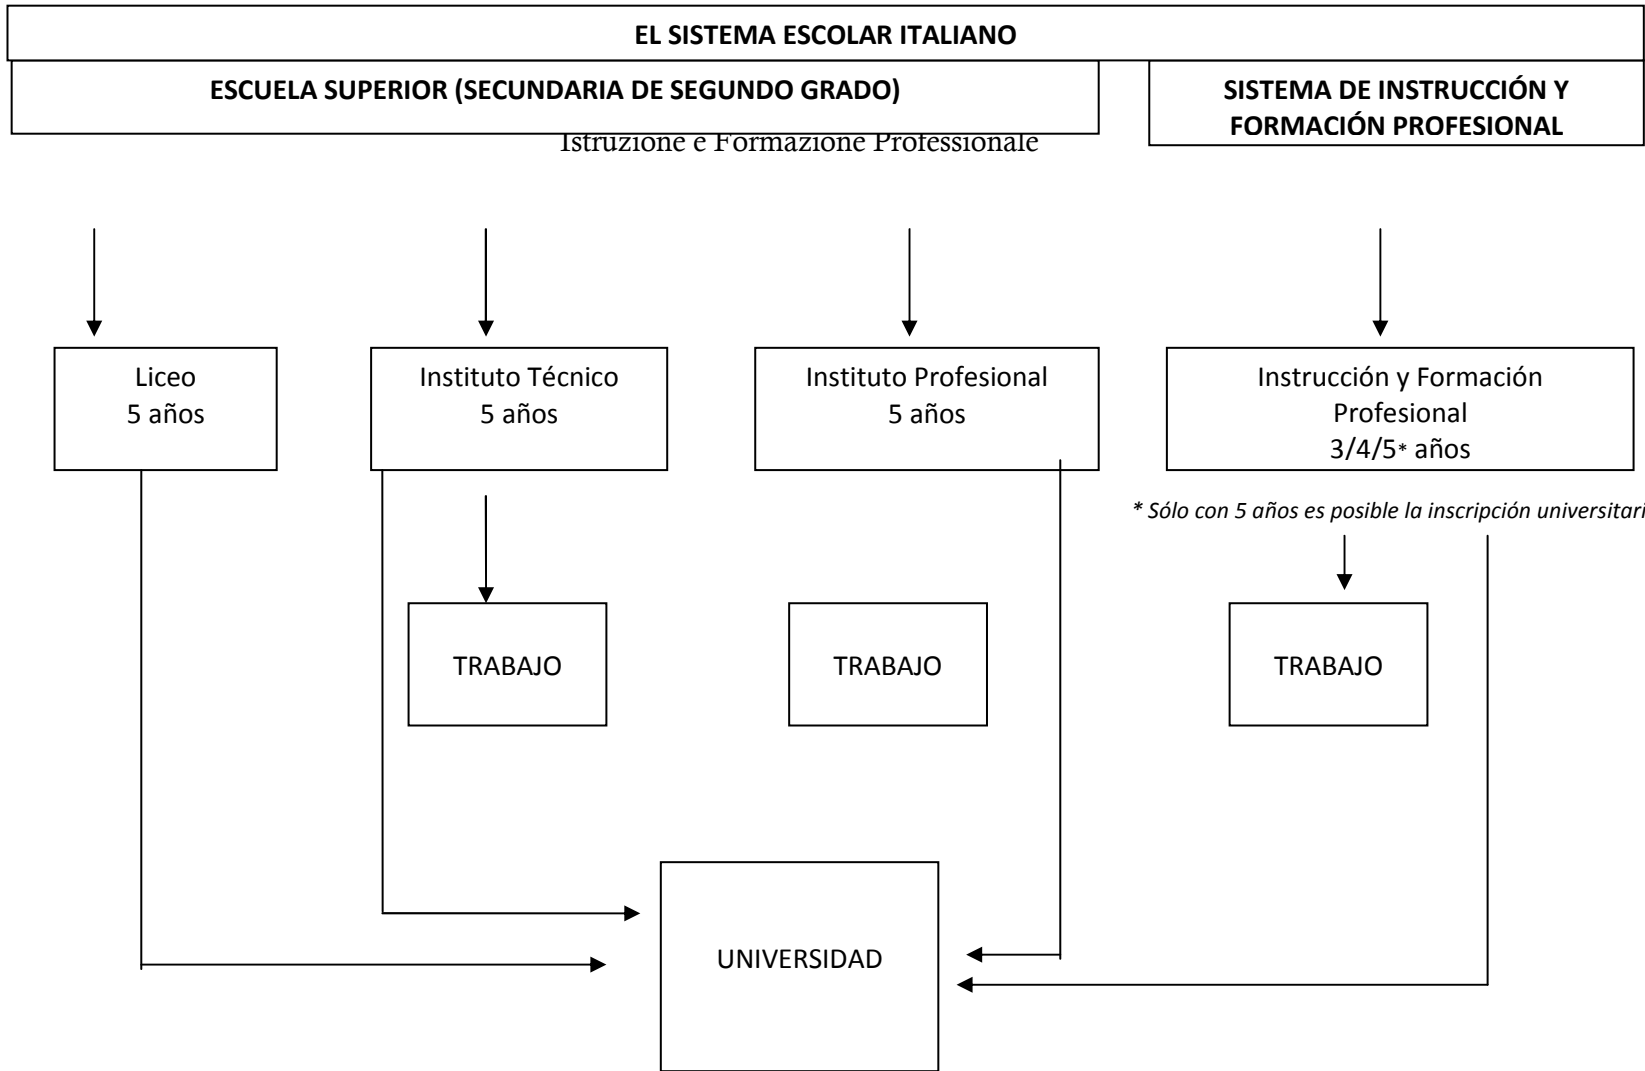 EL SISTEMA ESCOLAR ITALIANO
ESCUELA SUPERIOR (SECUNDARIA DE SEGUNDO GRADO)
SISTEMA DE INSTRUCCIÓN Y
FORMACIÓN PROFESIONAL
Istruzione e Formazione Professionale
Liceo
5 años
Instituto Técnico
5 años
Instituto Profesional
5 años
Instrucción y Formación
Profesional
3/4/5* años
* Sólo con 5 años es posible la inscripción universitari
TRABAJO
TRABAJO
TRABAJO
UNIVERSIDAD